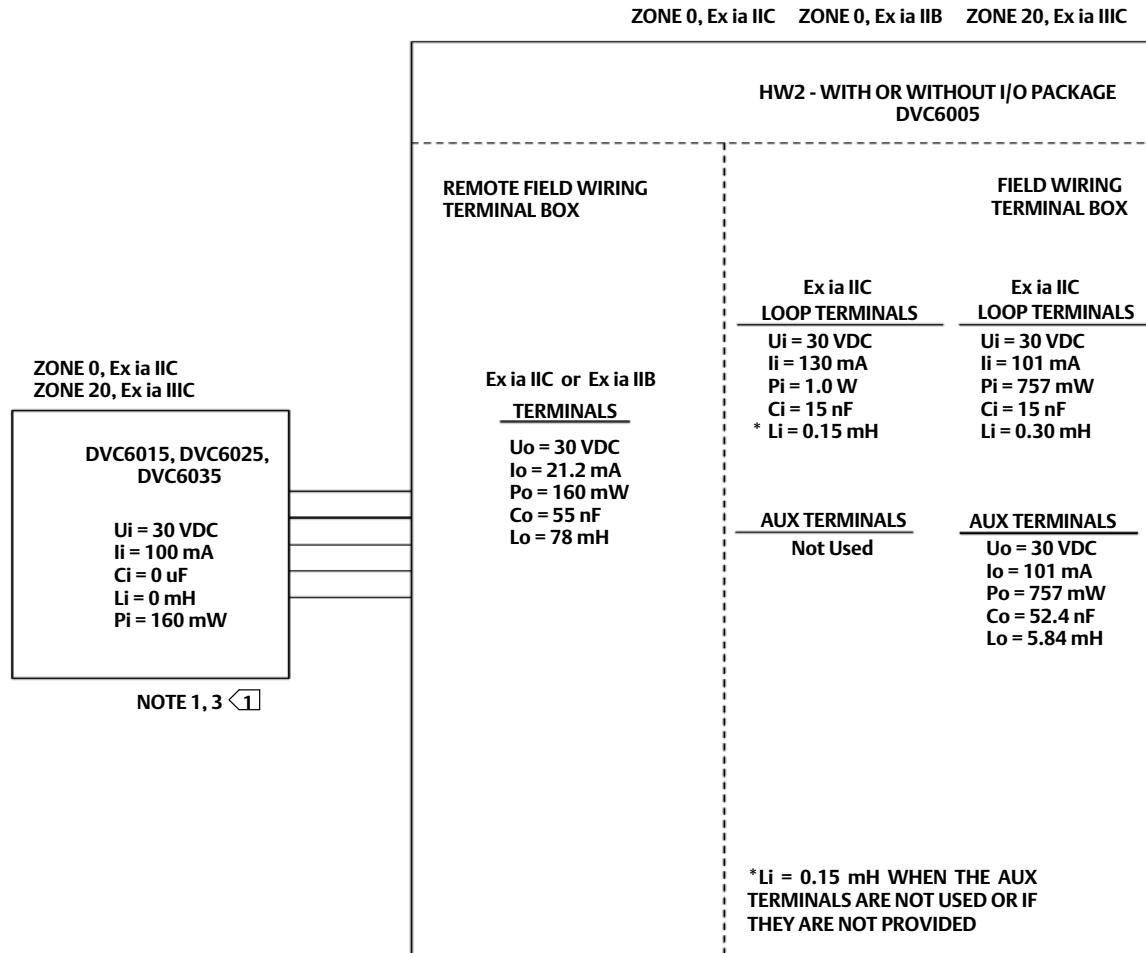 ZONE 0, Ex ia IIC ZONE 0, Ex ia IIB ZONE 20, Ex ia IIIC
HW2 - WITH OR WITHOUT I/O PACKAGE
DVC6005
REMOTE FIELD WIRING
TERMINAL BOX
FIELD WIRING
TERMINAL BOX
ZONE 0, Ex ia IIC
ZONE 20, Ex ia IIIC
DVC6015, DVC6025,
DVC6035
Ui = 30 VDC
Ii = 100 mA
Ci = 0 uF
Li = 0 mH
Pi = 160 mW
NOTE 1, 3 1
Ex ia IIC or Ex ia IIB
TERMINALS
Uo = 30 VDC
Io = 21.2 mA
Po = 160 mW
Co = 55 nF
Lo = 78 mH
Ex ia IIC
LOOP TERMINALS
Ui = 30 VDC
Ii = 130 mA
Pi = 1.0 W
Ci = 15 nF
* Li = 0.15 mH
AUX TERMINALS
Not Used
Ex ia IIC
LOOP TERMINALS
Ui = 30 VDC
Ii = 101 mA
Pi = 757 mW
Ci = 15 nF
Li = 0.30 mH
AUX TERMINALS
Uo = 30 VDC
Io = 101 mA
Po = 757 mW
Co = 52.4 nF
Lo = 5.84 mH
*Li = 0.15 mH WHEN THE AUX
TERMINALS ARE NOT USED OR IF
THEY ARE NOT PROVIDED